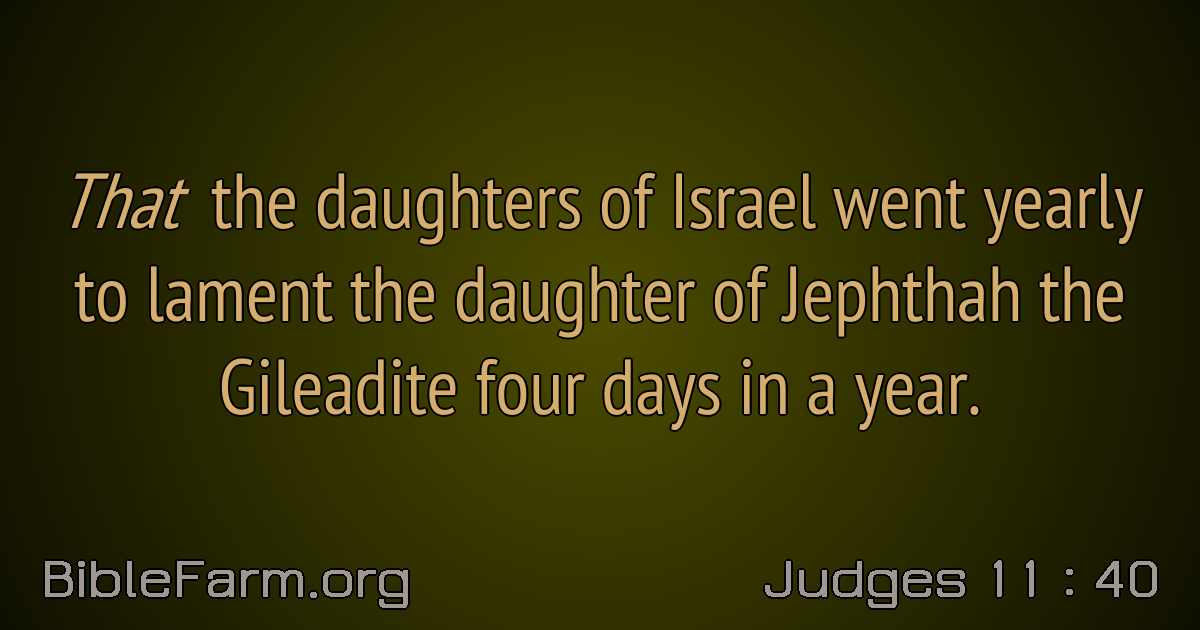 That the daughters of Israel went yearly
to lament the daughter of Jephthah the
Gileadite four days in a year.
BibleFarm.org
Judges 11 : 40